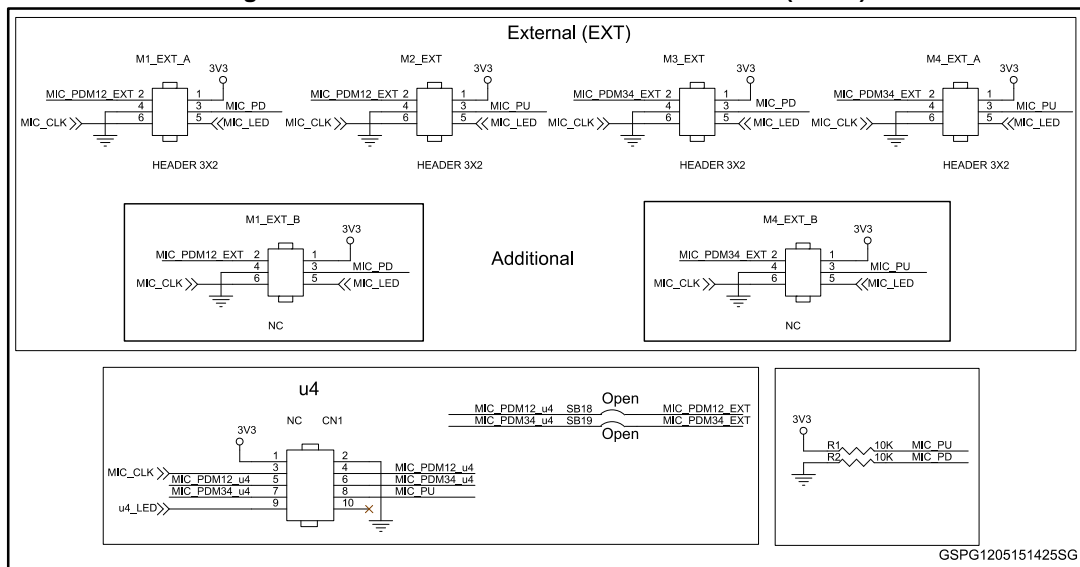 External (EXT)
M1_EXT_A
3V3
MIC_PDM12_EXT 2 1
4 3 MIC_PD
MIC_CLK 6 5 MIC_LED
HEADER 3X2
M2_EXT
3V3
MIC_PDM12_EXT 2 1
4 3 MIC_PU
MIC_CLK 6 5 MIC_LED
HEADER 3X2
M3_EXT
3V3
MIC_PDM34_EXT 2 1
4 3 MIC_PD
MIC_CLK 6 5 MIC_LED
HEADER 3X2
M4_EXT_A
3V3
MIC_PDM34_EXT 2 1
4 3 MIC_PU
MIC_CLK 6 5 MIC_LED
HEADER 3X2
M1_EXT_B
3V3
MIC_PDM12_EXT 2 1
4 3 MIC_PD
MIC_CLK 6 5 MIC_LED
NC
Additional
M4_EXT_B
3V3
MIC_PDM34_EXT 2 1
4 3 MIC_PU
MIC_CLK 6 5 MIC_LED
NC
u4
NC CN1
3V3
1 2
MIC_CLK 3 4 MIC_PDM12_u4
MIC_PDM12_u4 5 6 MIC_PDM34_u4
MIC_PDM34_u4 7 8 MIC_PU
u4_LED 9 10
Open
MIC_PDM12_u4 SB18 MIC_PDM12_EXT
MIC_PDM34_u4 SB19 MIC_PDM34_EXT
Open
3V3
R1 10K MIC_PU
R2 10K MIC_PD
GSPG1205151425SG